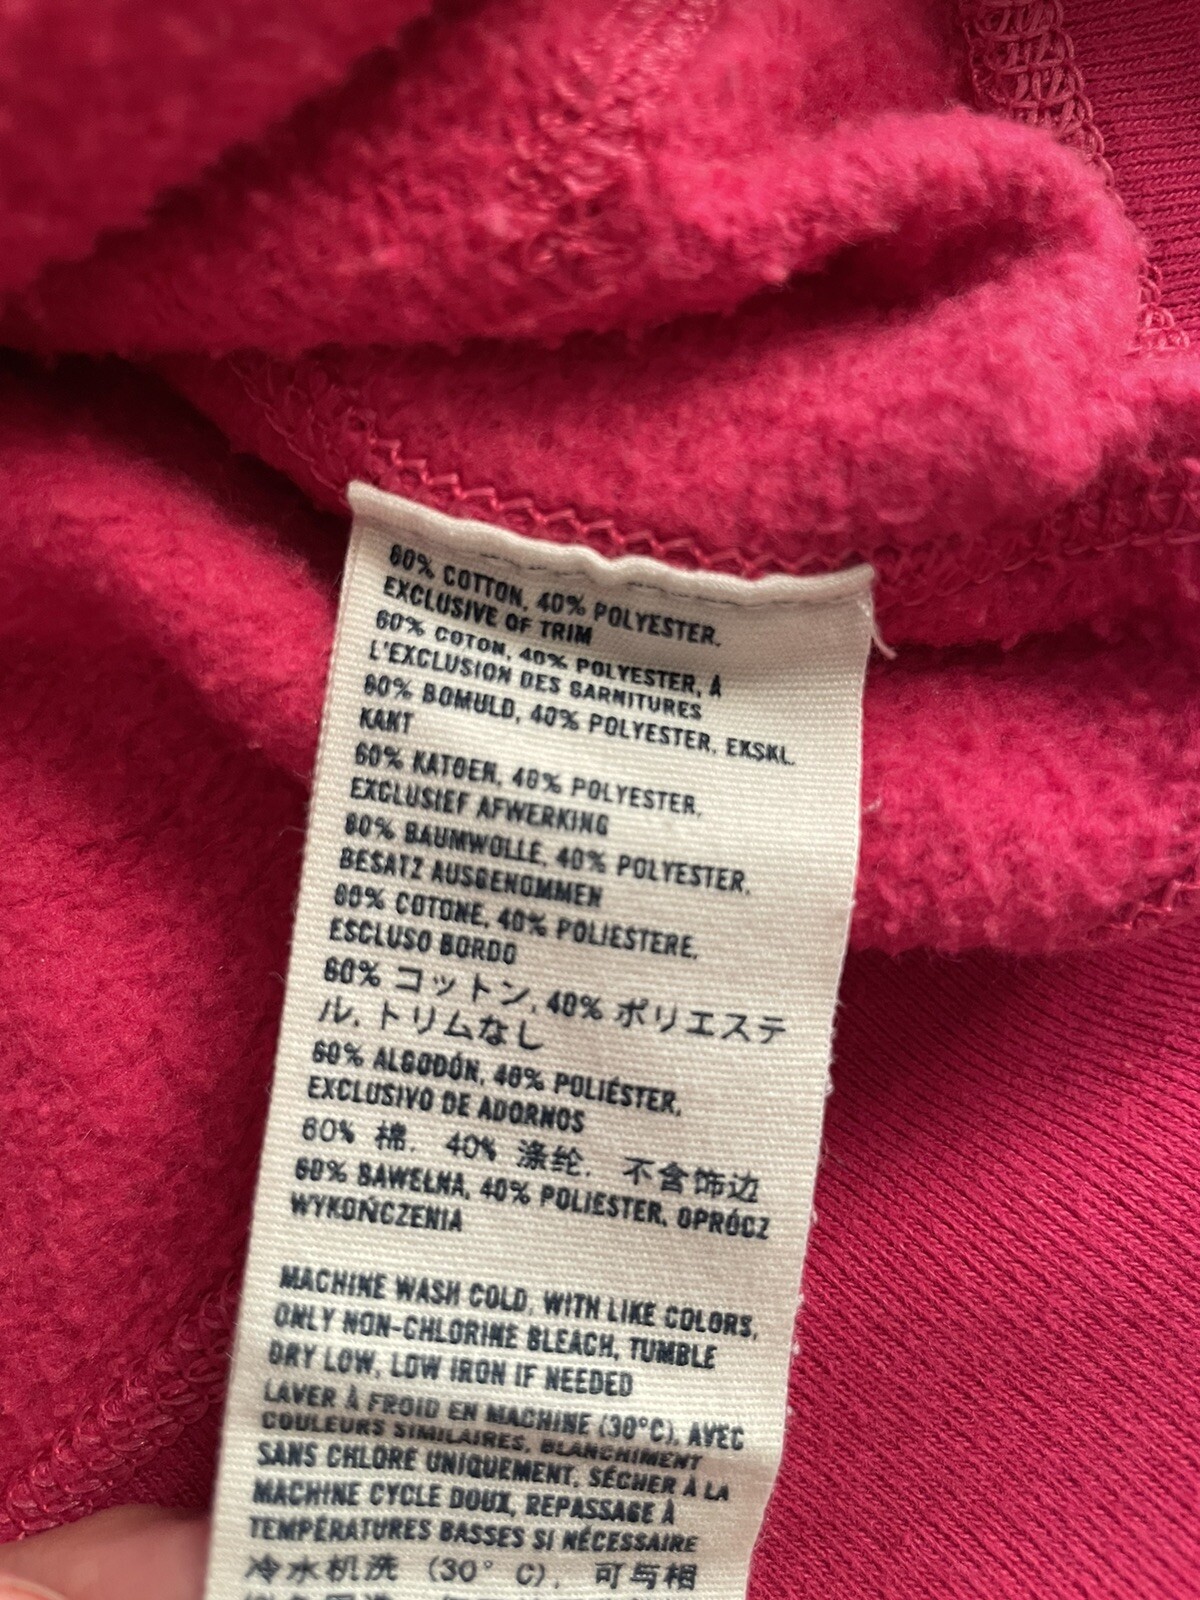 60% COTTON, 40% POLYESTER,
EXCLUSIVE OF TRIM
60% COTON, 40% POLYESTER, À
L'EXCLUSION DES GARNITURES
60% BOMULD, 40% POLYESTER, EKSKL.
KANT
60% KATOEN, 40% POLYESTER,
EXCLUSIEF AFWERKING
60% BAUMWOLLE, 40% POLYESTER,
BESATZ AUSGENOMMEN
60% COTONE, 40% POLIESTERE,
ESCLUSO BORDO
60% コットン, 40% ポリエステ
ル, トリムなし
60% ALGODÓN, 40% POLIÉSTER,
EXCLUSIVO DE ADORNOS
60% 棉, 40% 涤纶, 不含饰边
60% BAWEŁNA, 40% POLIESTER, OPRÓCZ
WYKOŃCZENIA
MACHINE WASH COLD, WITH LIKE COLORS,
ONLY NON-CHLORINE BLEACH, TUMBLE
DRY LOW, LOW IRON IF NEEDED
LAVER À FROID EN MACHINE (30°C), AVEC
COULEURS SIMILAIRES, BLANCHIMENT
SANS CHLORE UNIQUEMENT, SÉCHER À LA
MACHINE CYCLE DOUX, REPASSAGE À
TEMPÉRATURES BASSES SI NÉCESSAIRE
冷水机洗 (30° C), 可与相